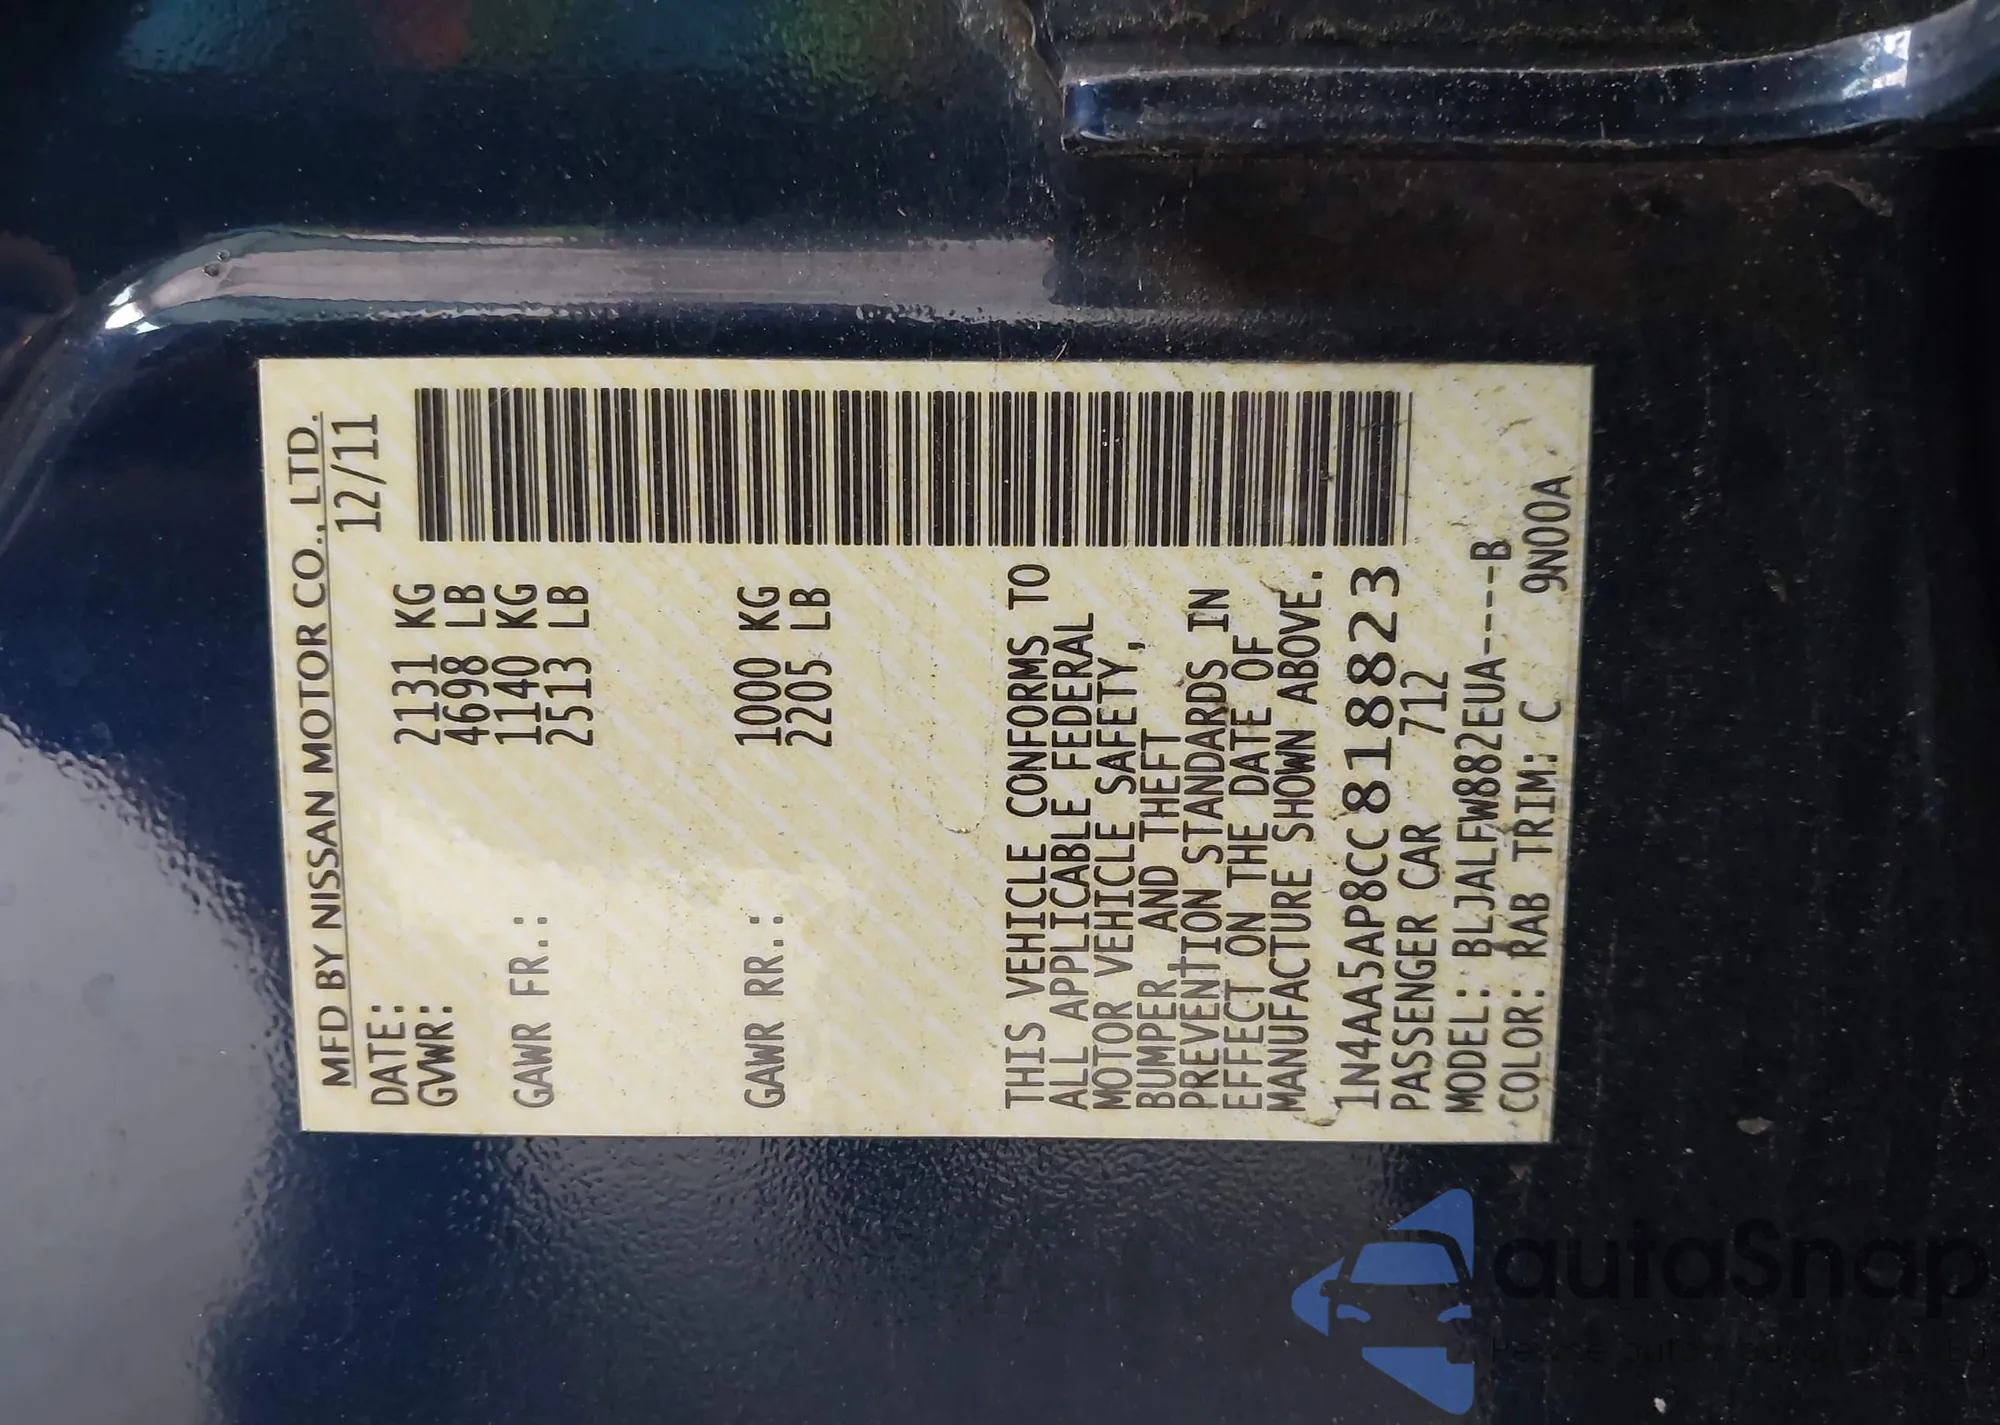 MFD BY NISSAN MOTOR CO., LTD.
DATE: 12/11
GVWR: 2131 KG
4698 LB
GAWR FR.: 1140 KG
2513 LB
GAWR RR.: 1000 KG
2205 LB
THIS VEHICLE CONFORMS TO
ALL APPLICABLE FEDERAL
MOTOR VEHICLE SAFETY,
BUMPER AND THEFT
PREVENTION STANDARDS IN
EFFECT ON THE DATE OF
MANUFACTURE SHOWN ABOVE.
1N4AA5AP8CC818823
PASSENGER CAR 712
MODEL: BLJALFW882EUA----B
COLOR: RAB TRIM: C 9N00A
autoSnap